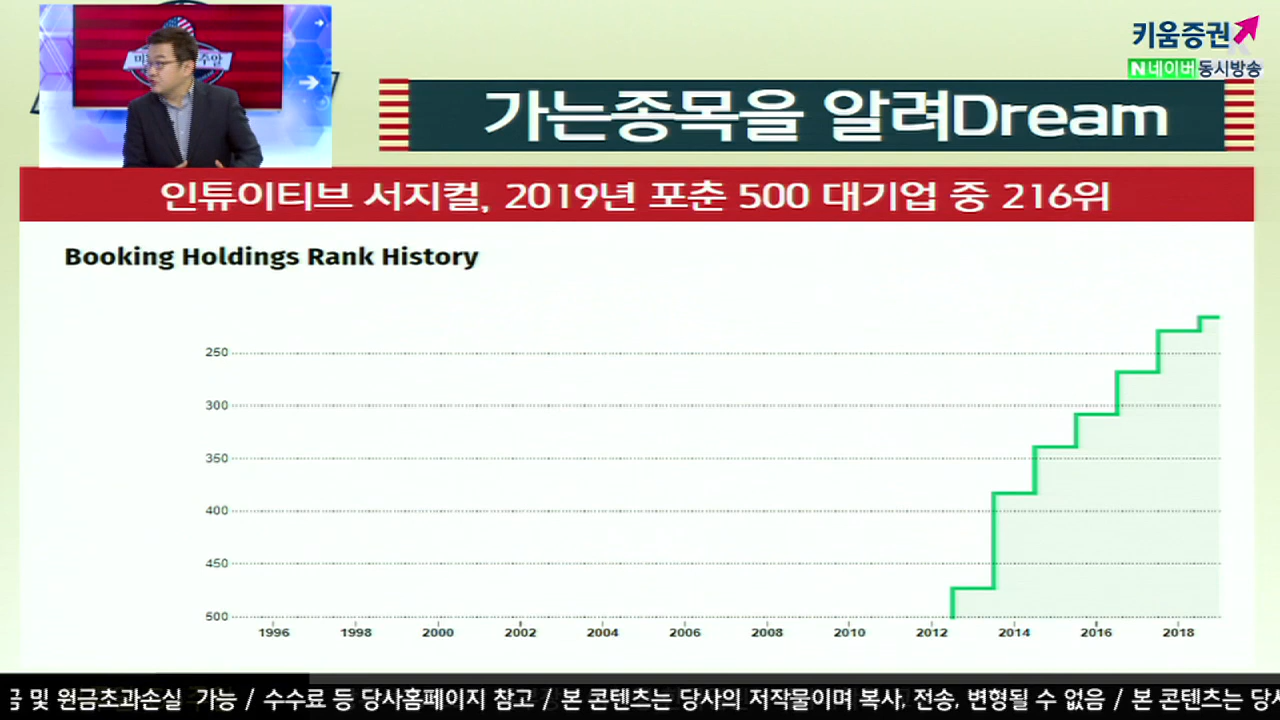 키움증권
N 네이버 동시방송
가는종목을 알려Dream
인튜이티브 서지컬, 2019년 포춘 500 대기업 중 216위
Booking Holdings Rank History
250
300
350
400
450
500
1996 1998 2000 2002 2004 2006 2008 2010 2012 2014 2016 2018
및 원금초과손실 가능 / 수수료 등 당사홈페이지 참고 / 본 콘텐츠는 당사의 저작물이며 복사, 전송, 변형될 수 없음 / 본 콘텐츠는